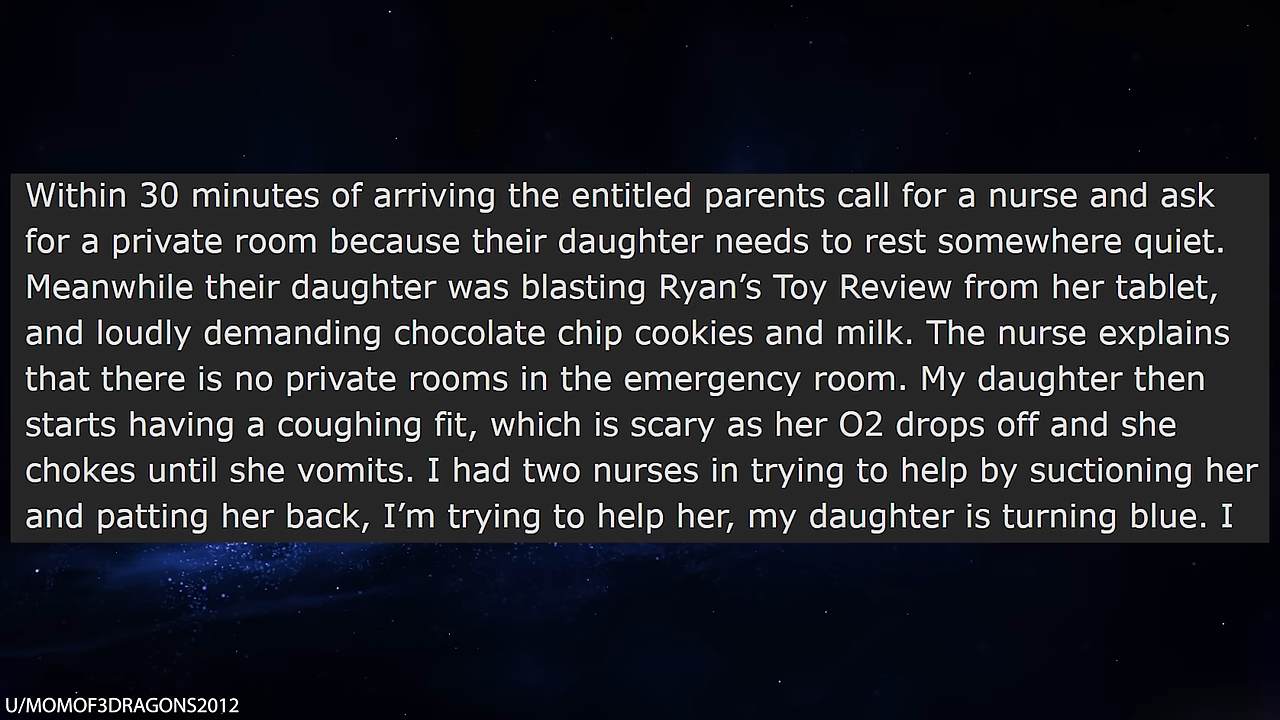 Within 30 minutes of arriving the entitled parents call for a nurse and ask
for a private room because their daughter needs to rest somewhere quiet.
Meanwhile their daughter was blasting Ryan’s Toy Review from her tablet,
and loudly demanding chocolate chip cookies and milk. The nurse explains
that there is no private rooms in the emergency room. My daughter then
starts having a coughing fit, which is scary as her O2 drops off and she
chokes until she vomits. I had two nurses in trying to help by suctioning her
and patting her back, I’m trying to help her, my daughter is turning blue. I
U/MOMOF3DRAGONS2012